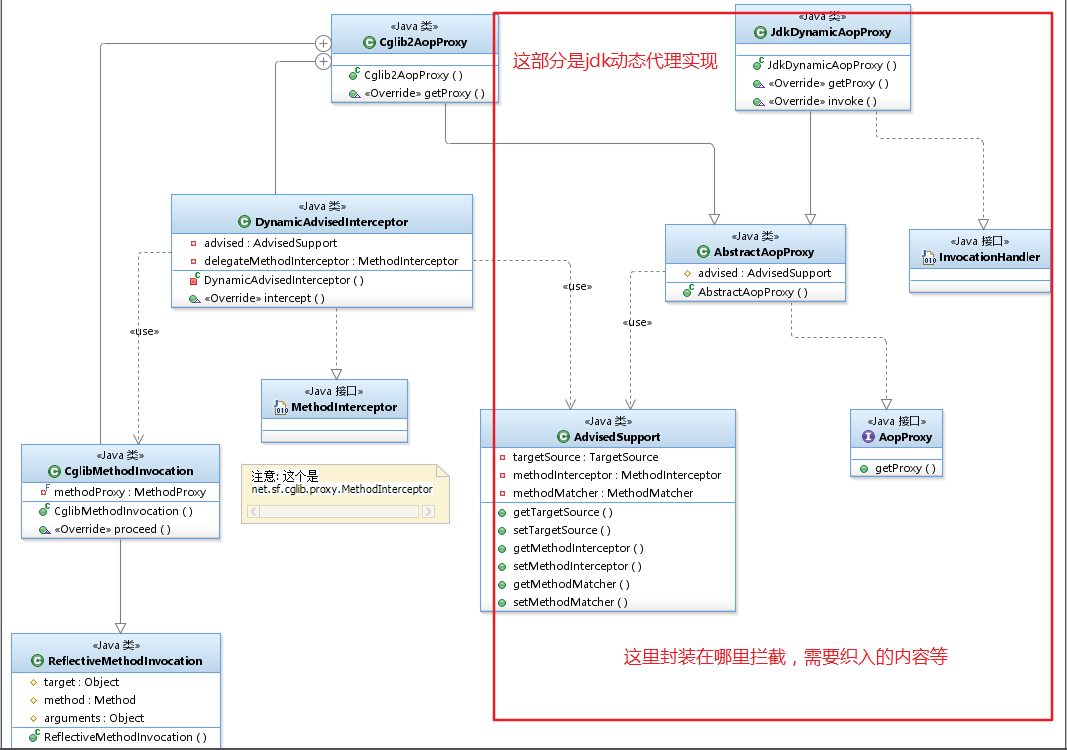 «Java 类»
Cglib2AopProxy
Cglib2AopProxy ( )
«Override» getProxy ( )
这部分是jdk动态代理实现
«Java 类»
JdkDynamicAopProxy
JdkDynamicAopProxy ( )
«Override» getProxy ( )
«Override» invoke ( )
«Java 类»
DynamicAdvisedInterceptor
advised : AdvisedSupport
delegateMethodInterceptor : MethodInterceptor
DynamicAdvisedInterceptor ( )
«Override» intercept ( )
«Java 类»
AbstractAopProxy
advised : AdvisedSupport
AbstractAopProxy ( )
«Java 接口»
InvocationHandler
«use»
«use»
«use»
«Java 接口»
MethodInterceptor
«Java 类»
AdvisedSupport
targetSource : TargetSource
methodInterceptor : MethodInterceptor
methodMatcher : MethodMatcher
getTargetSource ( )
setTargetSource ( )
getMethodInterceptor ( )
setMethodInterceptor ( )
getMethodMatcher ( )
setMethodMatcher ( )
«Java 接口»
AopProxy
getProxy ( )
«Java 类»
CglibMethodInvocation
methodProxy : MethodProxy
CglibMethodInvocation ( )
«Override» proceed ( )
注意: 这个是
net.sf.cglib.proxy.MethodInterceptor
这里封装在哪里拦截，需要织入的内容等
«Java 类»
ReflectiveMethodInvocation
target : Object
method : Method
arguments : Object
ReflectiveMethodInvocation ( )